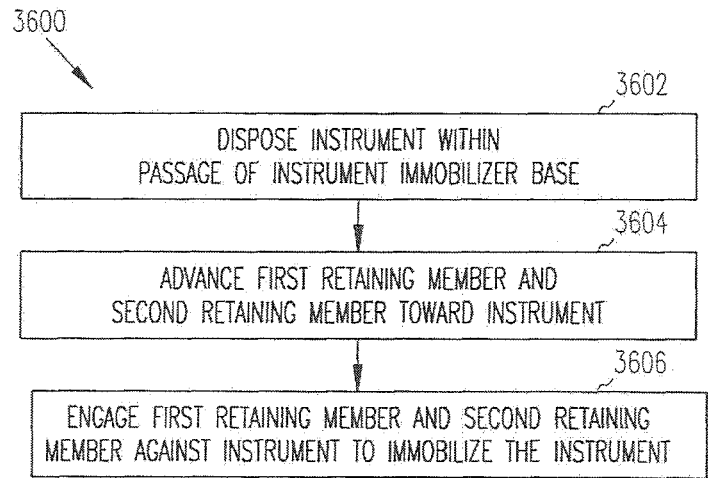 3600
3602
DISPOSE INSTRUMENT WITHIN
PASSAGE OF INSTRUMENT IMMOBILIZER BASE
3604
ADVANCE FIRST RETAINING MEMBER AND
SECOND RETAINING MEMBER TOWARD INSTRUMENT
3606
ENGAGE FIRST RETAINING MEMBER AND SECOND RETAINING
MEMBER AGAINST INSTRUMENT TO IMMOBILIZE THE INSTRUMENT